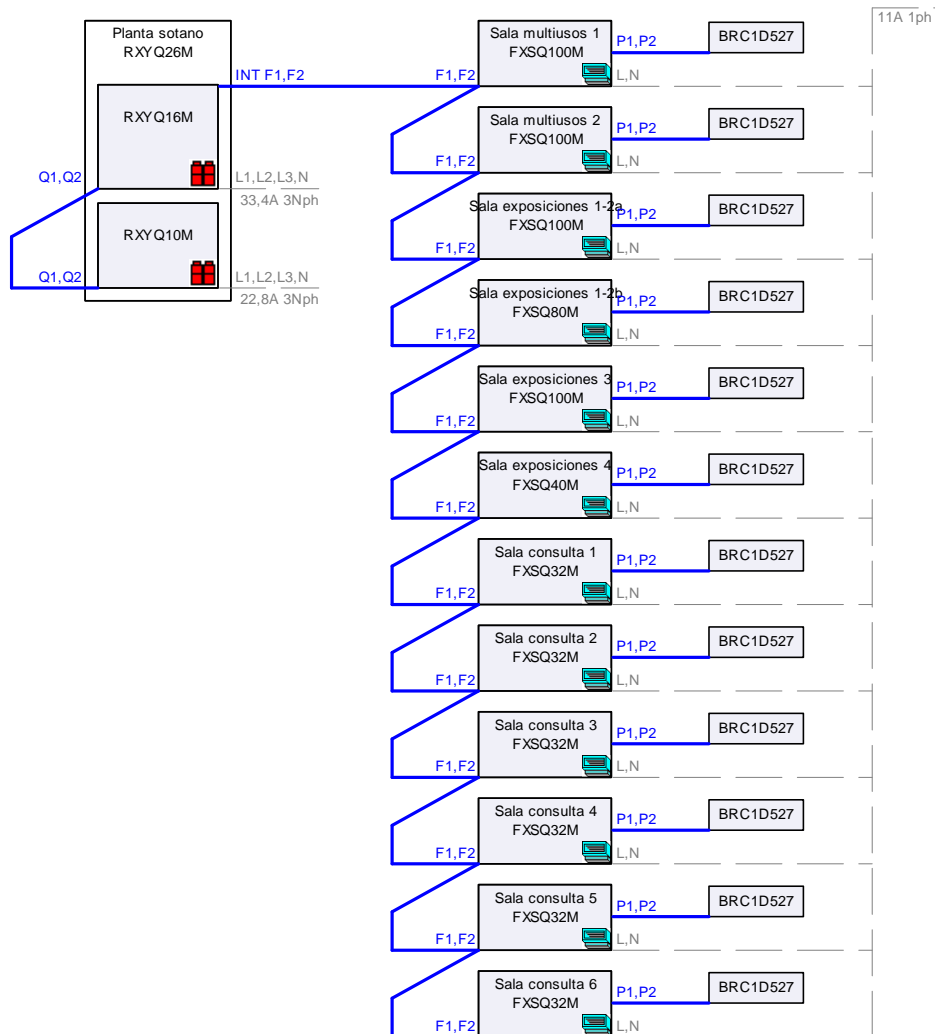 Planta sotano
RXYQ26M
INT F1,F2
RXYQ16M
Q1,Q2
L1,L2,L3,N
33,4A 3Nph
RXYQ10M
Q1,Q2
L1,L2,L3,N
22,8A 3Nph
11A 1ph
Sala multiusos 1
FXSQ100M
F1,F2
P1,P2
BRC1D527
L,N
Sala multiusos 2
FXSQ100M
F1,F2
P1,P2
BRC1D527
L,N
Sala exposiciones 1-2a
FXSQ100M
F1,F2
P1,P2
BRC1D527
L,N
Sala exposiciones 1-2b
FXSQ80M
F1,F2
P1,P2
BRC1D527
L,N
Sala exposiciones 3
FXSQ100M
F1,F2
P1,P2
BRC1D527
L,N
Sala exposiciones 4
FXSQ40M
F1,F2
P1,P2
BRC1D527
L,N
Sala consulta 1
FXSQ32M
F1,F2
P1,P2
BRC1D527
L,N
Sala consulta 2
FXSQ32M
F1,F2
P1,P2
BRC1D527
L,N
Sala consulta 3
FXSQ32M
F1,F2
P1,P2
BRC1D527
L,N
Sala consulta 4
FXSQ32M
F1,F2
P1,P2
BRC1D527
L,N
Sala consulta 5
FXSQ32M
F1,F2
P1,P2
BRC1D527
L,N
Sala consulta 6
FXSQ32M
F1,F2
P1,P2
BRC1D527
L,N